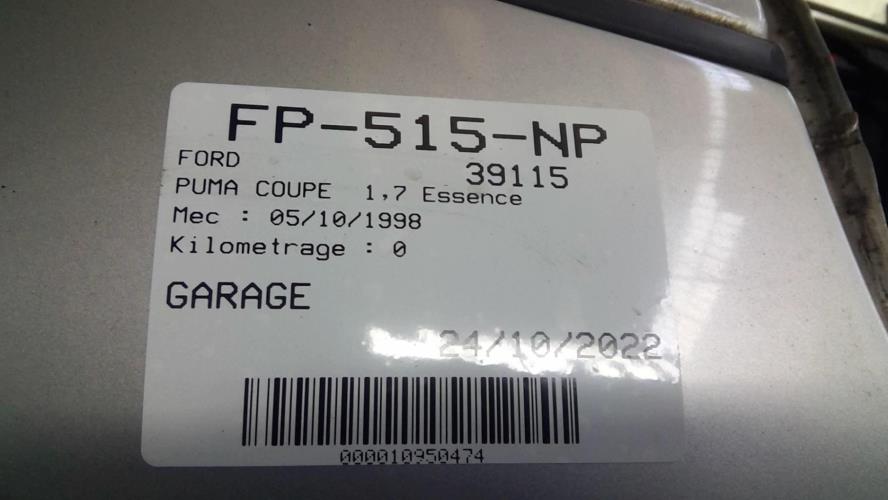 FP-515-NP
FORD 39115
PUMA COUPE 1,7 Essence
Mec : 05/10/1998
Kilometrage : 0
GARAGE
24/10/2022
000010950474